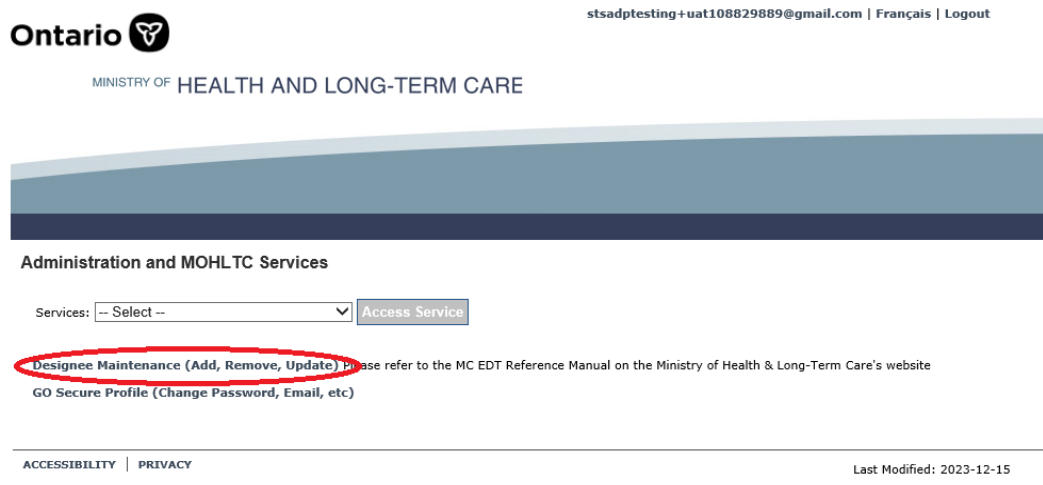 stsadptesting+uat108829889@gmail.com | Français | Logout
Ontario
MINISTRY OF HEALTH AND LONG-TERM CARE
Administration and MOHLTC Services
Services: -- Select -- Access Service
Designee Maintenance (Add, Remove, Update) Please refer to the MC EDT Reference Manual on the Ministry of Health & Long-Term Care's website
GO Secure Profile (Change Password, Email, etc)
ACCESSIBILITY | PRIVACY
Last Modified: 2023-12-15